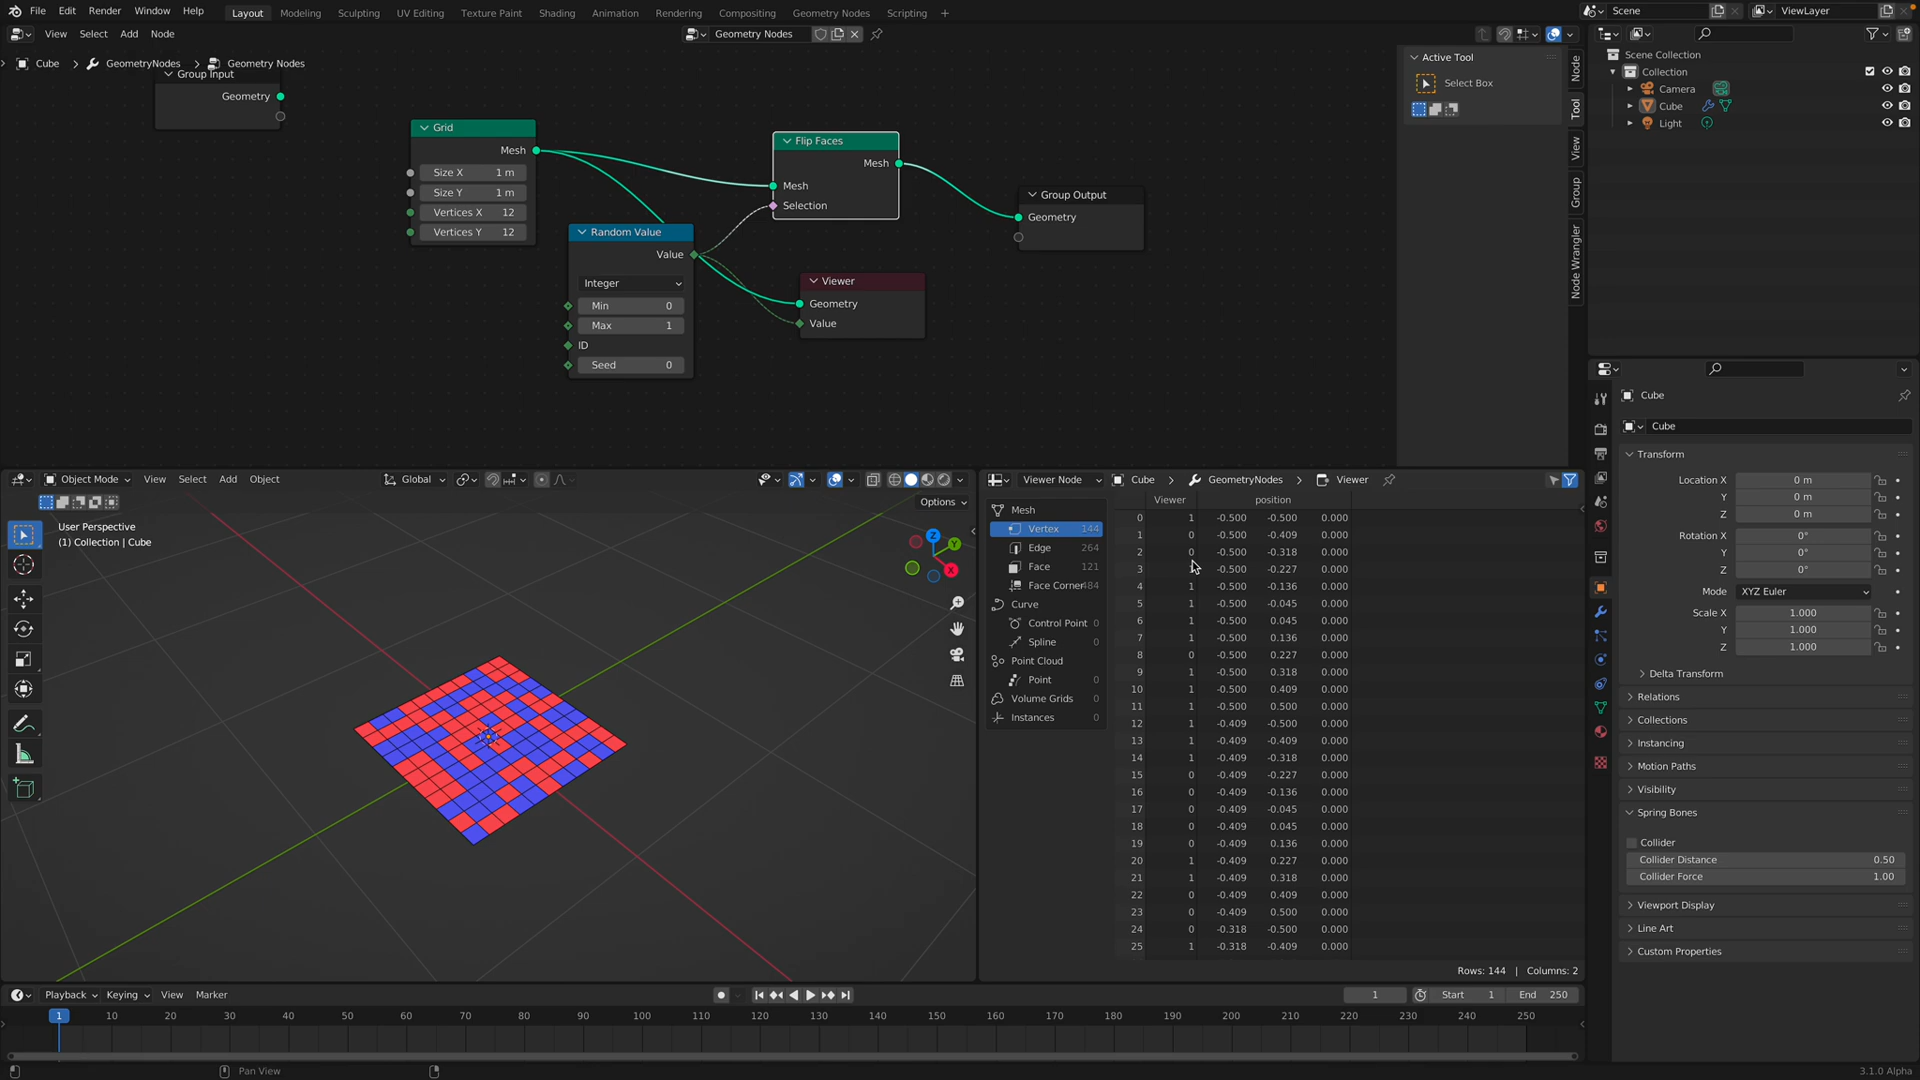 File Edit Render Window Help Layout Modeling Sculpting UV Editing Texture Paint Shading Animation Rendering Compositing Geometry Nodes Scripting + Scene ViewLayer
View Select Add Node Geometry Nodes
Cube > GeometryNodes > Geometry Nodes
Group Input
Geometry
Grid
Mesh
Size X 1 m
Size Y 1 m
Vertices X 12
Vertices Y 12
Random Value
Value
Integer
Min 0
Max 1
ID
Seed 0
Flip Faces
Mesh
Mesh
Selection
Viewer
Geometry
Value
Group Output
Geometry
Active Tool
Select Box
Node
Tool
View
Group
Node Wrangler
Scene Collection
Collection
Camera
Cube
Light
Object Mode View Select Add Object Global
Options
User Perspective
(1) Collection | Cube
Z
Y
X
Viewer Node Cube > GeometryNodes > Viewer
Mesh
Vertex 144
Edge 264
Face 121
Face Corner 484
Curve
Control Point 0
Spline 0
Point Cloud
Point 0
Volume Grids 0
Instances 0
Viewer position
0 1 -0.500 -0.500 0.000
1 0 -0.500 -0.409 0.000
2 0 -0.500 -0.318 0.000
3 -0.500 -0.227 0.000
4 1 -0.500 -0.136 0.000
5 1 -0.500 -0.045 0.000
6 1 -0.500 0.045 0.000
7 1 -0.500 0.136 0.000
8 0 -0.500 0.227 0.000
9 1 -0.500 0.318 0.000
10 1 -0.500 0.409 0.000
11 1 -0.500 0.500 0.000
12 1 -0.409 -0.500 0.000
13 1 -0.409 -0.409 0.000
14 1 -0.409 -0.318 0.000
15 0 -0.409 -0.227 0.000
16 0 -0.409 -0.136 0.000
17 0 -0.409 -0.045 0.000
18 0 -0.409 0.045 0.000
19 0 -0.409 0.136 0.000
20 1 -0.409 0.227 0.000
21 1 -0.409 0.318 0.000
22 0 -0.409 0.409 0.000
23 0 -0.409 0.500 0.000
24 0 -0.318 -0.500 0.000
25 1 -0.318 -0.409 0.000
Rows: 144 | Columns: 2
Cube
Cube
Transform
Location X 0 m
Y 0 m
Z 0 m
Rotation X 0°
Y 0°
Z 0°
Mode XYZ Euler
Scale X 1.000
Y 1.000
Z 1.000
Delta Transform
Relations
Collections
Instancing
Motion Paths
Visibility
Spring Bones
Collider
Collider Distance 0.50
Collider Force 1.00
Viewport Display
Line Art
Custom Properties
Playback Keying View Marker 1 Start 1 End 250
1 10 20 30 40 50 60 70 80 90 100 110 120 130 140 150 160 170 180 190 200 210 220 230 240 250
Pan View
3.1.0 Alpha